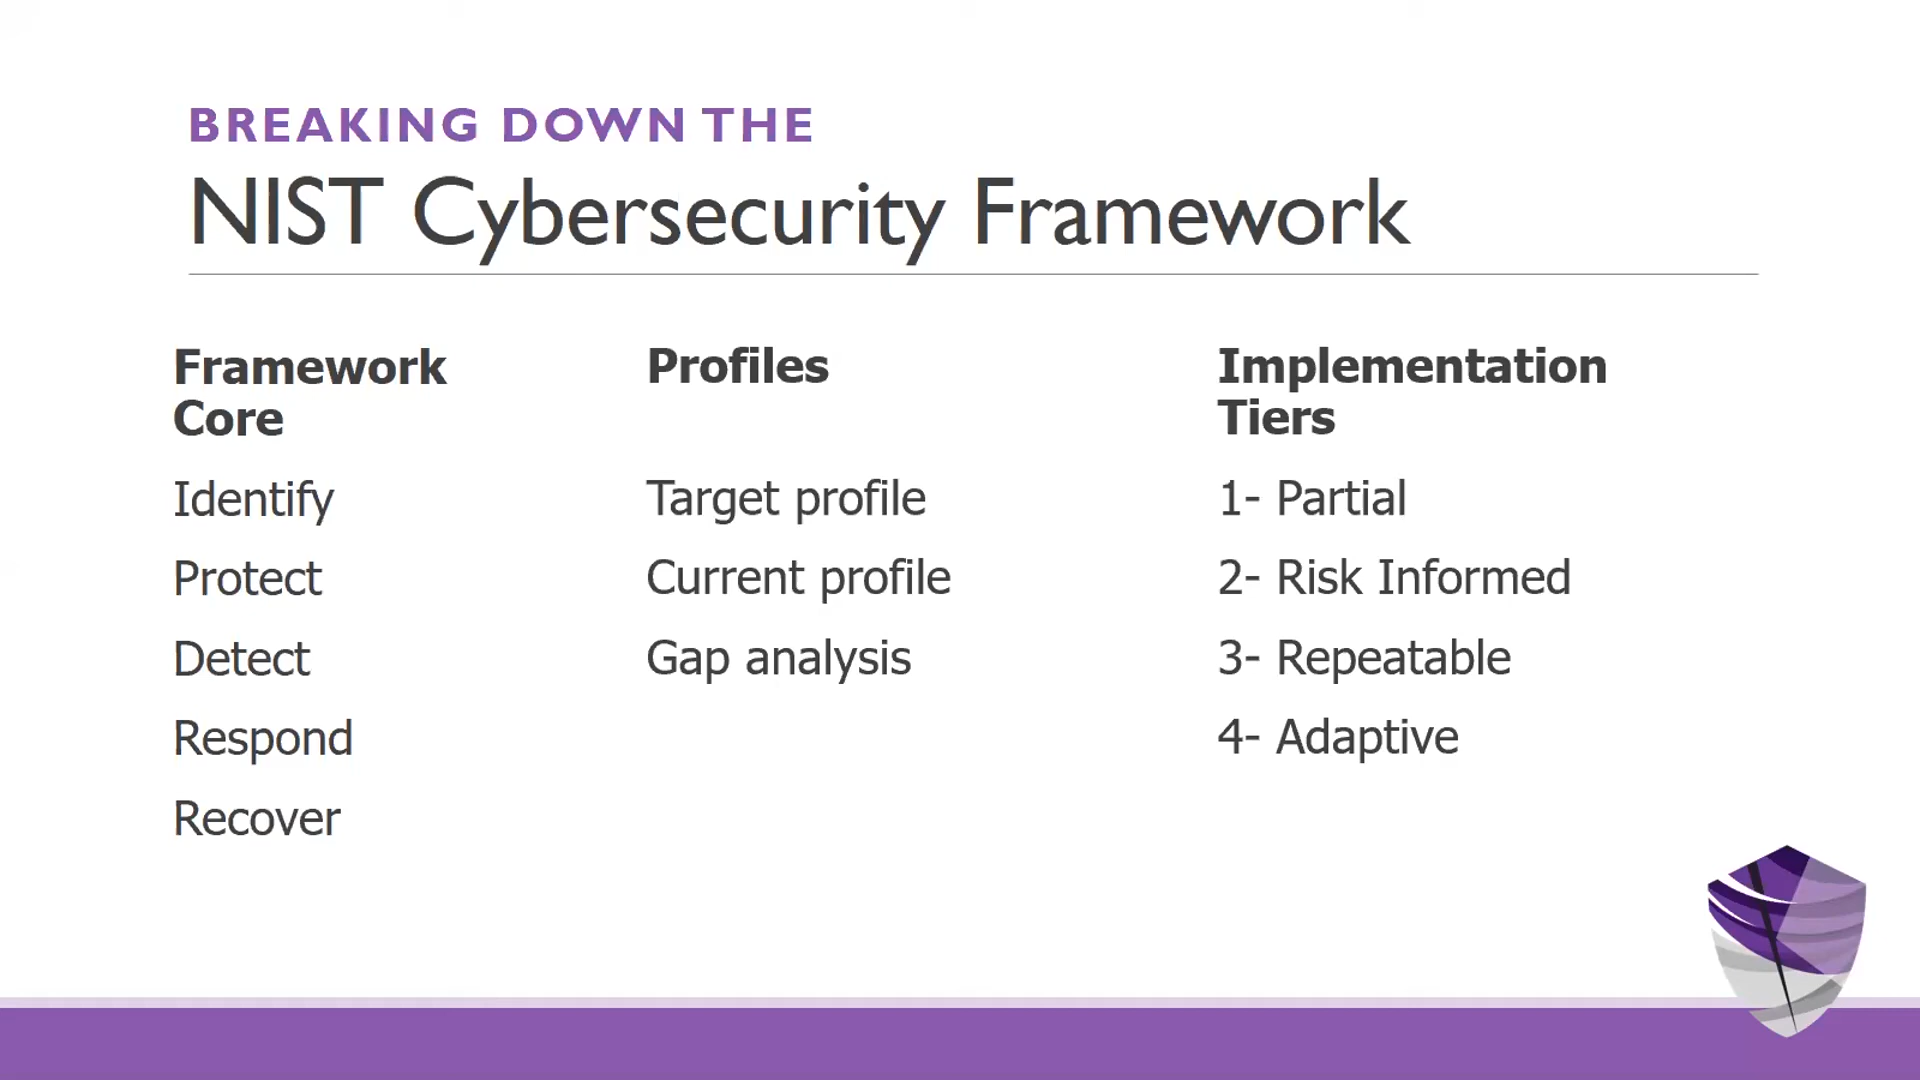 BREAKING DOWN THE
NIST Cybersecurity Framework
Framework
Core
Identify
Protect
Detect
Respond
Recover
Profiles
Target profile
Current profile
Gap analysis
Implementation
Tiers
1- Partial
2- Risk Informed
3- Repeatable
4- Adaptive